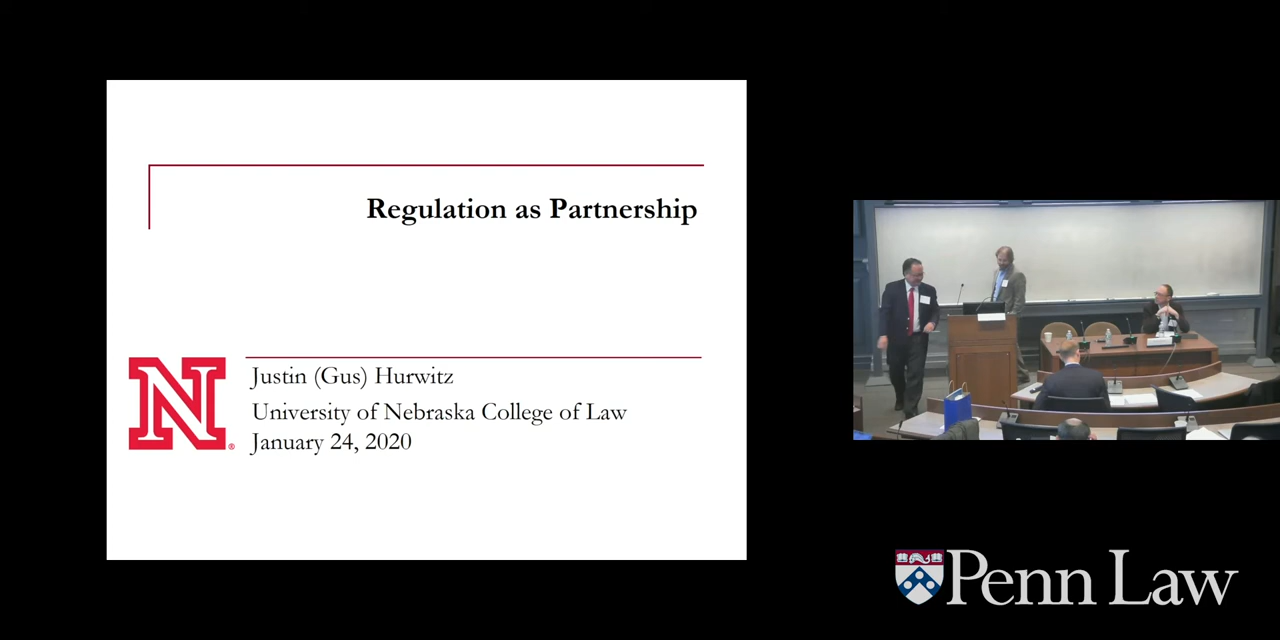 Regulation as Partnership
N
®
Justin (Gus) Hurwitz
University of Nebraska College of Law
January 24, 2020
Penn Law